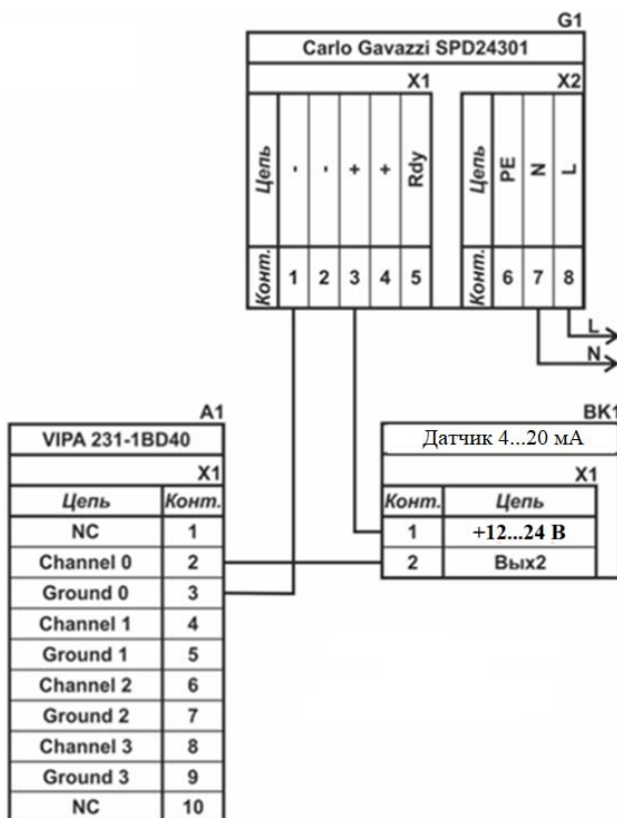 G1
Carlo Gavazzi SPD24301
X1 X2
Цепь - - + + Rdy Цепь PE N L
Конт. 1 2 3 4 5 Конт. 6 7 8
L
N
A1
VIPA 231-1BD40
X1
Цепь Конт.
NC 1
Channel 0 2
Ground 0 3
Channel 1 4
Ground 1 5
Channel 2 6
Ground 2 7
Channel 3 8
Ground 3 9
NC 10
BK1
Датчик 4...20 мА
X1
Конт. Цепь
1 +12...24 В
2 Вых2